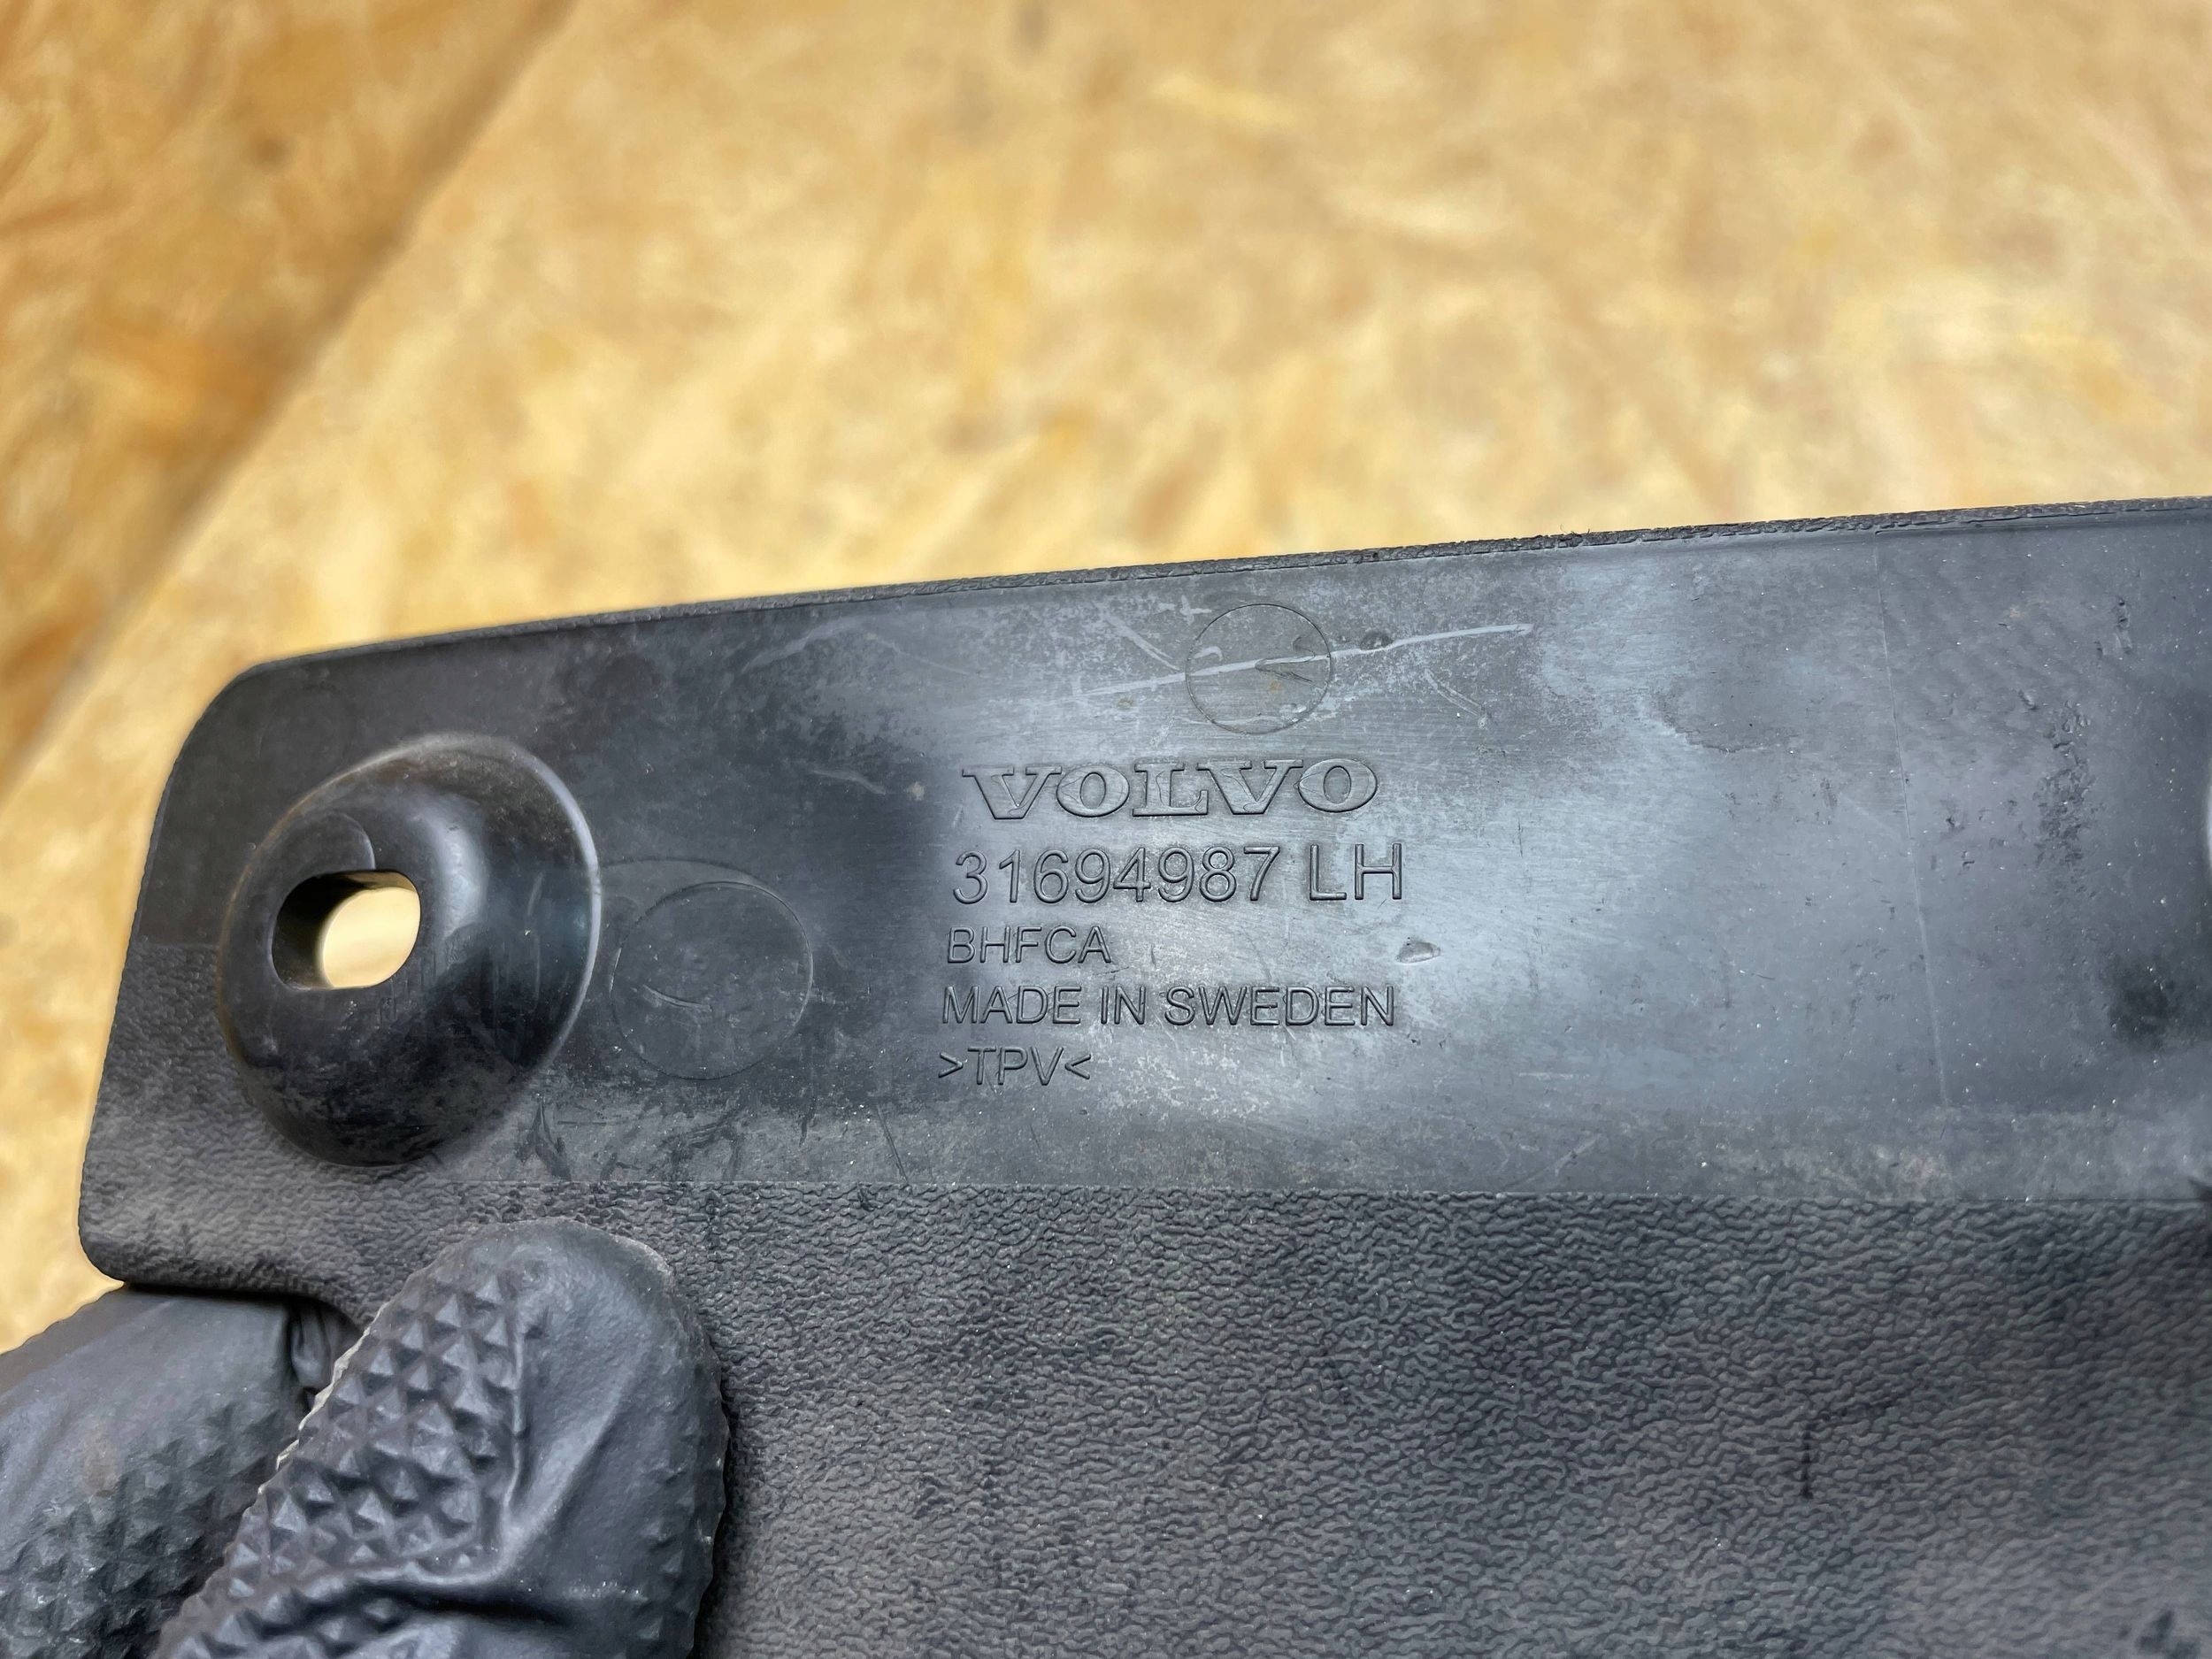 VOLVO
31694987 LH
BHFCA
MADE IN SWEDEN
>TPV<